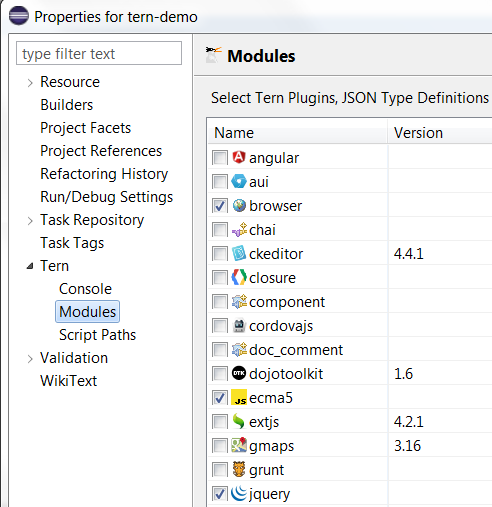 Properties for tern-demo
type filter text
Resource
Builders
Project Facets
Project References
Refactoring History
Run/Debug Settings
Task Repository
Task Tags
Tern
Console
Modules
Script Paths
Validation
WikiText
Modules
Select Tern Plugins, JSON Type Definitions
Name Version
angular
aui
browser
chai
ckeditor 4.4.1
closure
component
cordovajs
doc_comment
DTK dojotoolkit 1.6
JS ecma5
extjs 4.2.1
gmaps 3.16
grunt
jquery